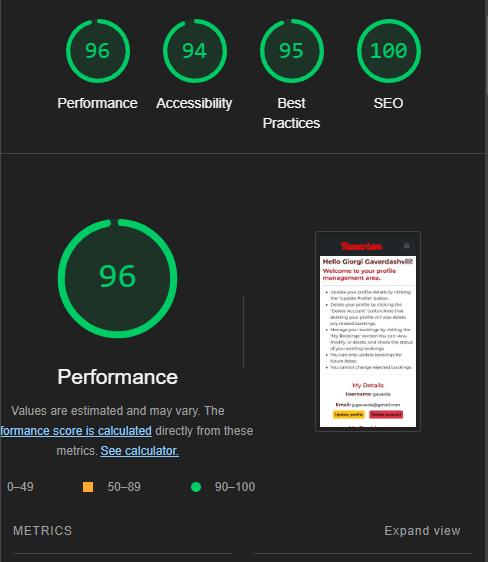 96 94 95 100
Performance Accessibility Best Practices SEO
96
Performance
Values are estimated and may vary. The
formance score is calculated directly from these
metrics. See calculator.
0–49 50–89 90–100
Tamariam
Hello Giorgi Gavardashvili
Welcome to your profile
management area.
Update your profile details by clicking
the "Update Profile" button.
Delete your profile by clicking the
"Delete Account" button.Note that
deleting your profile will also delete
any related bookings.
Manage your bookings by visiting the
"My Bookings" section.You can view,
modify, or delete, and check the status
of your existing bookings.
You can only update bookings for
future dates.
You cannot change rejected bookings.
My Details
Username: gavarda
Email: g.gavarda@gmail.com
Update profile Delete account
METRICS Expand view